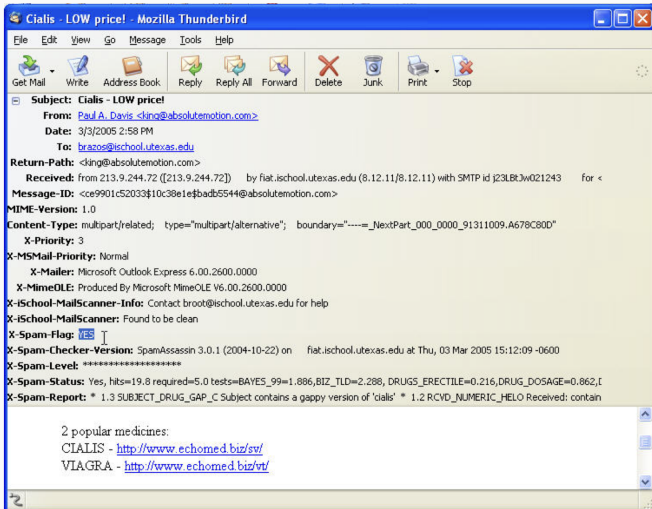 Cialis - LOW price! - Mozilla Thunderbird
File Edit View Go Message Tools Help
Get Mail Write Address Book Reply Reply All Forward Delete Junk Print Stop
Subject: Cialis - LOW price!
From: Paul A. Davis <king@absolutemotion.com>
Date: 3/3/2005 2:58 PM
To: brazos@ischool.utexas.edu
Return-Path: <king@absolutemotion.com>
Received: from 213.9.244.72 ([213.9.244.72]) by fiat.ischool.utexas.edu (8.12.11/8.12.11) with SMTP id j23LBtJw021243 for <
Message-ID: <ce9901c52033$10c38e1e$badb5544@absolutemotion.com>
MIME-Version: 1.0
Content-Type: multipart/related; type="multipart/alternative"; boundary="----=_NextPart_000_0000_91311009.A678C80D"
X-Priority: 3
X-MSMail-Priority: Normal
X-Mailer: Microsoft Outlook Express 6.00.2600.0000
X-MimeOLE: Produced By Microsoft MimeOLE V6.00.2600.0000
X-iSchool-MailScanner-Info: Contact broot@ischool.utexas.edu for help
X-iSchool-MailScanner: Found to be clean
X-Spam-Flag: YES
X-Spam-Checker-Version: SpamAssassin 3.0.1 (2004-10-22) on fiat.ischool.utexas.edu at Thu, 03 Mar 2005 15:12:09 -0600
X-Spam-Level: *******************
X-Spam-Status: Yes, hits=19.8 required=5.0 tests=BAYES_99=1.886,BIZ_TLD=2.288, DRUGS_ERECTILE=0.216,DRUG_DOSAGE=0.862,
X-Spam-Report: * 1.3 SUBJECT_DRUG_GAP_C Subject contains a gappy version of 'cialis' * 1.2 RCVD_NUMERIC_HELO Received: contain
2 popular medicines:
CIALIS - http://www.echomed.biz/sv/
VIAGRA - http://www.echomed.biz/vt/